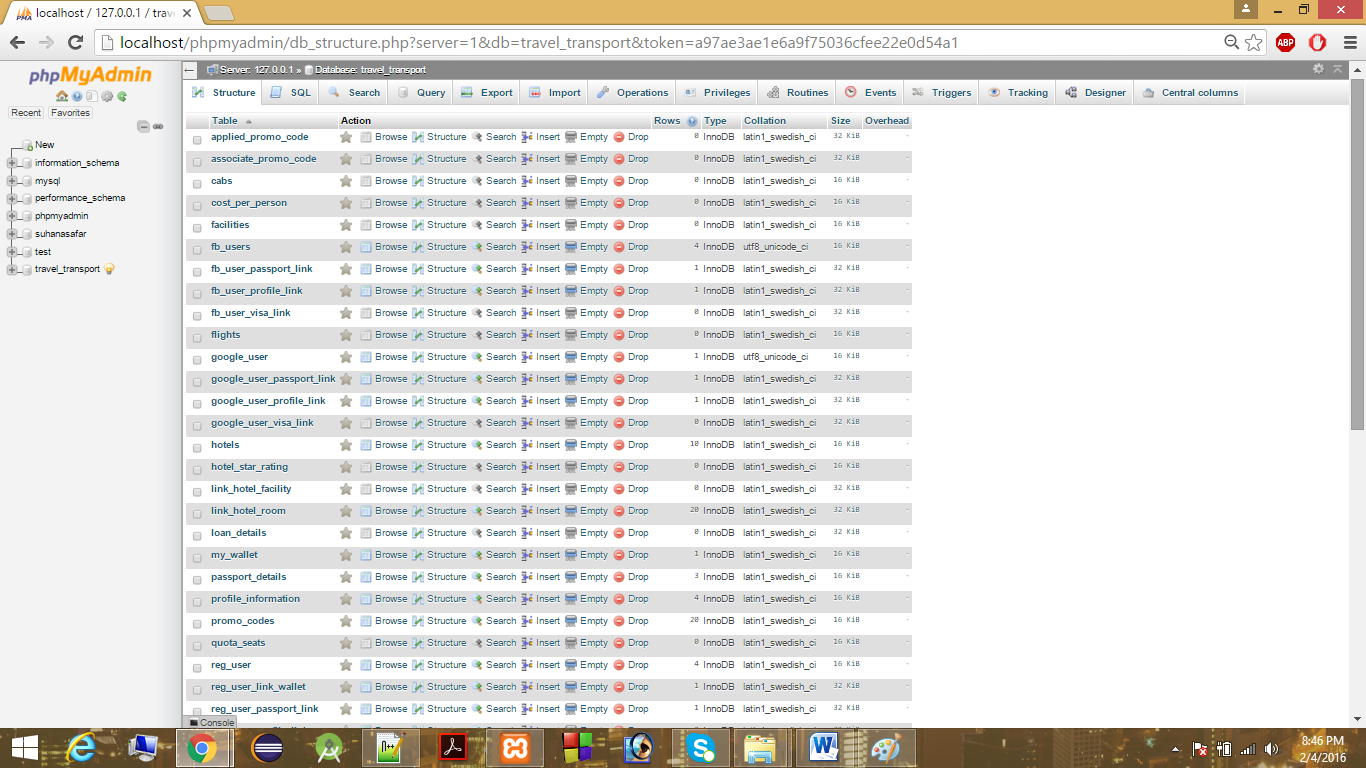 localhost / 127.0.0.1 / trav
localhost/phpmyadmin/db_structure.php?server=1&db=travel_transport&token=a97ae3ae1e6a9f75036cfee22e0d54a1
ABP
phpMyAdmin
Recent Favorites
New
information_schema
mysql
performance_schema
phpmyadmin
suhanasafar
test
travel_transport
Server: 127.0.0.1 » Database: travel_transport
Structure SQL Search Query Export Import Operations Privileges Routines Events Triggers Tracking Designer Central columns
Table Action Rows Type Collation Size Overhead
applied_promo_code Browse Structure Search Insert Empty Drop 0 InnoDB latin1_swedish_ci 32 KiB -
associate_promo_code Browse Structure Search Insert Empty Drop 0 InnoDB latin1_swedish_ci 32 KiB -
cabs Browse Structure Search Insert Empty Drop 0 InnoDB latin1_swedish_ci 16 KiB -
cost_per_person Browse Structure Search Insert Empty Drop 0 InnoDB latin1_swedish_ci 16 KiB -
facilities Browse Structure Search Insert Empty Drop 0 InnoDB latin1_swedish_ci 16 KiB -
fb_users Browse Structure Search Insert Empty Drop 4 InnoDB utf8_unicode_ci 16 KiB -
fb_user_passport_link Browse Structure Search Insert Empty Drop 1 InnoDB latin1_swedish_ci 32 KiB -
fb_user_profile_link Browse Structure Search Insert Empty Drop 1 InnoDB latin1_swedish_ci 32 KiB -
fb_user_visa_link Browse Structure Search Insert Empty Drop 0 InnoDB latin1_swedish_ci 32 KiB -
flights Browse Structure Search Insert Empty Drop 0 InnoDB latin1_swedish_ci 16 KiB -
google_user Browse Structure Search Insert Empty Drop 1 InnoDB utf8_unicode_ci 16 KiB -
google_user_passport_link Browse Structure Search Insert Empty Drop 1 InnoDB latin1_swedish_ci 32 KiB -
google_user_profile_link Browse Structure Search Insert Empty Drop 1 InnoDB latin1_swedish_ci 32 KiB -
google_user_visa_link Browse Structure Search Insert Empty Drop 0 InnoDB latin1_swedish_ci 32 KiB -
hotels Browse Structure Search Insert Empty Drop 10 InnoDB latin1_swedish_ci 16 KiB -
hotel_star_rating Browse Structure Search Insert Empty Drop 0 InnoDB latin1_swedish_ci 16 KiB -
link_hotel_facility Browse Structure Search Insert Empty Drop 0 InnoDB latin1_swedish_ci 32 KiB -
link_hotel_room Browse Structure Search Insert Empty Drop 20 InnoDB latin1_swedish_ci 32 KiB -
loan_details Browse Structure Search Insert Empty Drop 0 InnoDB latin1_swedish_ci 32 KiB -
my_wallet Browse Structure Search Insert Empty Drop 1 InnoDB latin1_swedish_ci 16 KiB -
passport_details Browse Structure Search Insert Empty Drop 3 InnoDB latin1_swedish_ci 16 KiB -
profile_information Browse Structure Search Insert Empty Drop 4 InnoDB latin1_swedish_ci 16 KiB -
promo_codes Browse Structure Search Insert Empty Drop 20 InnoDB latin1_swedish_ci 16 KiB -
quota_seats Browse Structure Search Insert Empty Drop 0 InnoDB latin1_swedish_ci 16 KiB -
reg_user Browse Structure Search Insert Empty Drop 4 InnoDB latin1_swedish_ci 16 KiB -
reg_user_link_wallet Browse Structure Search Insert Empty Drop 1 InnoDB latin1_swedish_ci 32 KiB -
reg_user_passport_link Browse Structure Search Insert Empty Drop 1 InnoDB latin1_swedish_ci 32 KiB -
Console
8:46 PM
2/4/2016